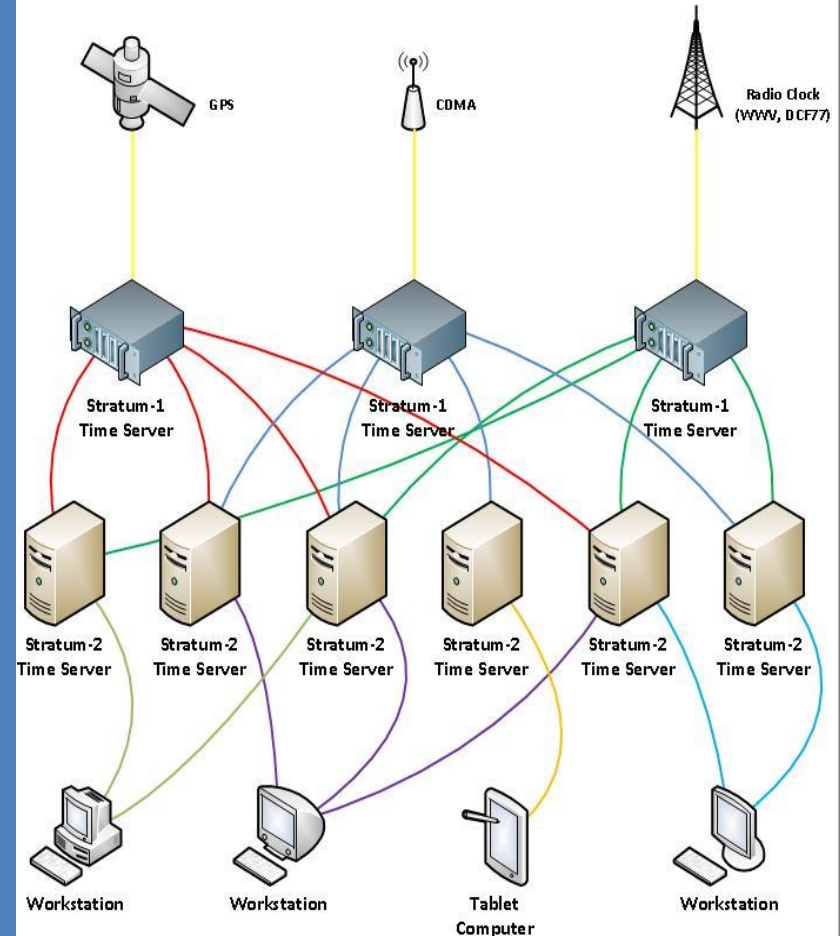 GPS
CDMA
Radio Clock
(WWV, DCF77)
Stratum-1
Time Server
Stratum-1
Time Server
Stratum-1
Time Server
Stratum-2
Time Server
Stratum-2
Time Server
Stratum-2
Time Server
Stratum-2
Time Server
Stratum-2
Time Server
Stratum-2
Time Server
Workstation
Workstation
Tablet
Computer
Workstation